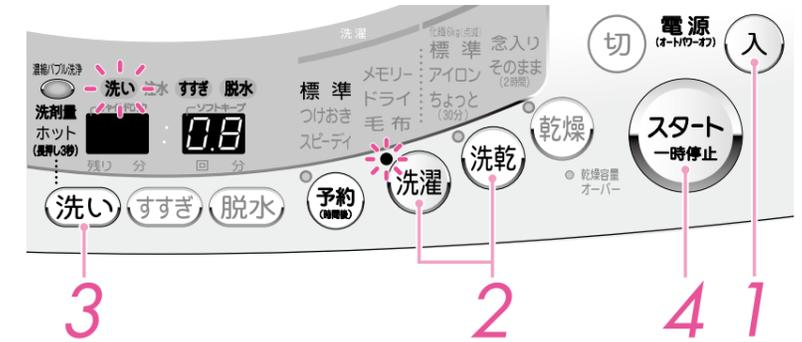 洗濯
切
電源
(オートパワーオフ)
入
濃縮バブル洗浄
洗い
注水
すすぎ
脱水
洗剤量
ホット
(長押し3秒)
ソフトキープ
0.8
残り 分
回 分
標準
つけおき
スピーディ
メモリー
ドライ
毛布
化繊6kg(点滅)
標準
アイロン
ちょっと
(30分)
念入り
そのまま
(2時間)
乾燥
乾燥容量
オーバー
スタート
一時停止
洗い
すすぎ
脱水
予約
(時間後)
洗濯
洗乾
3
2
4
1